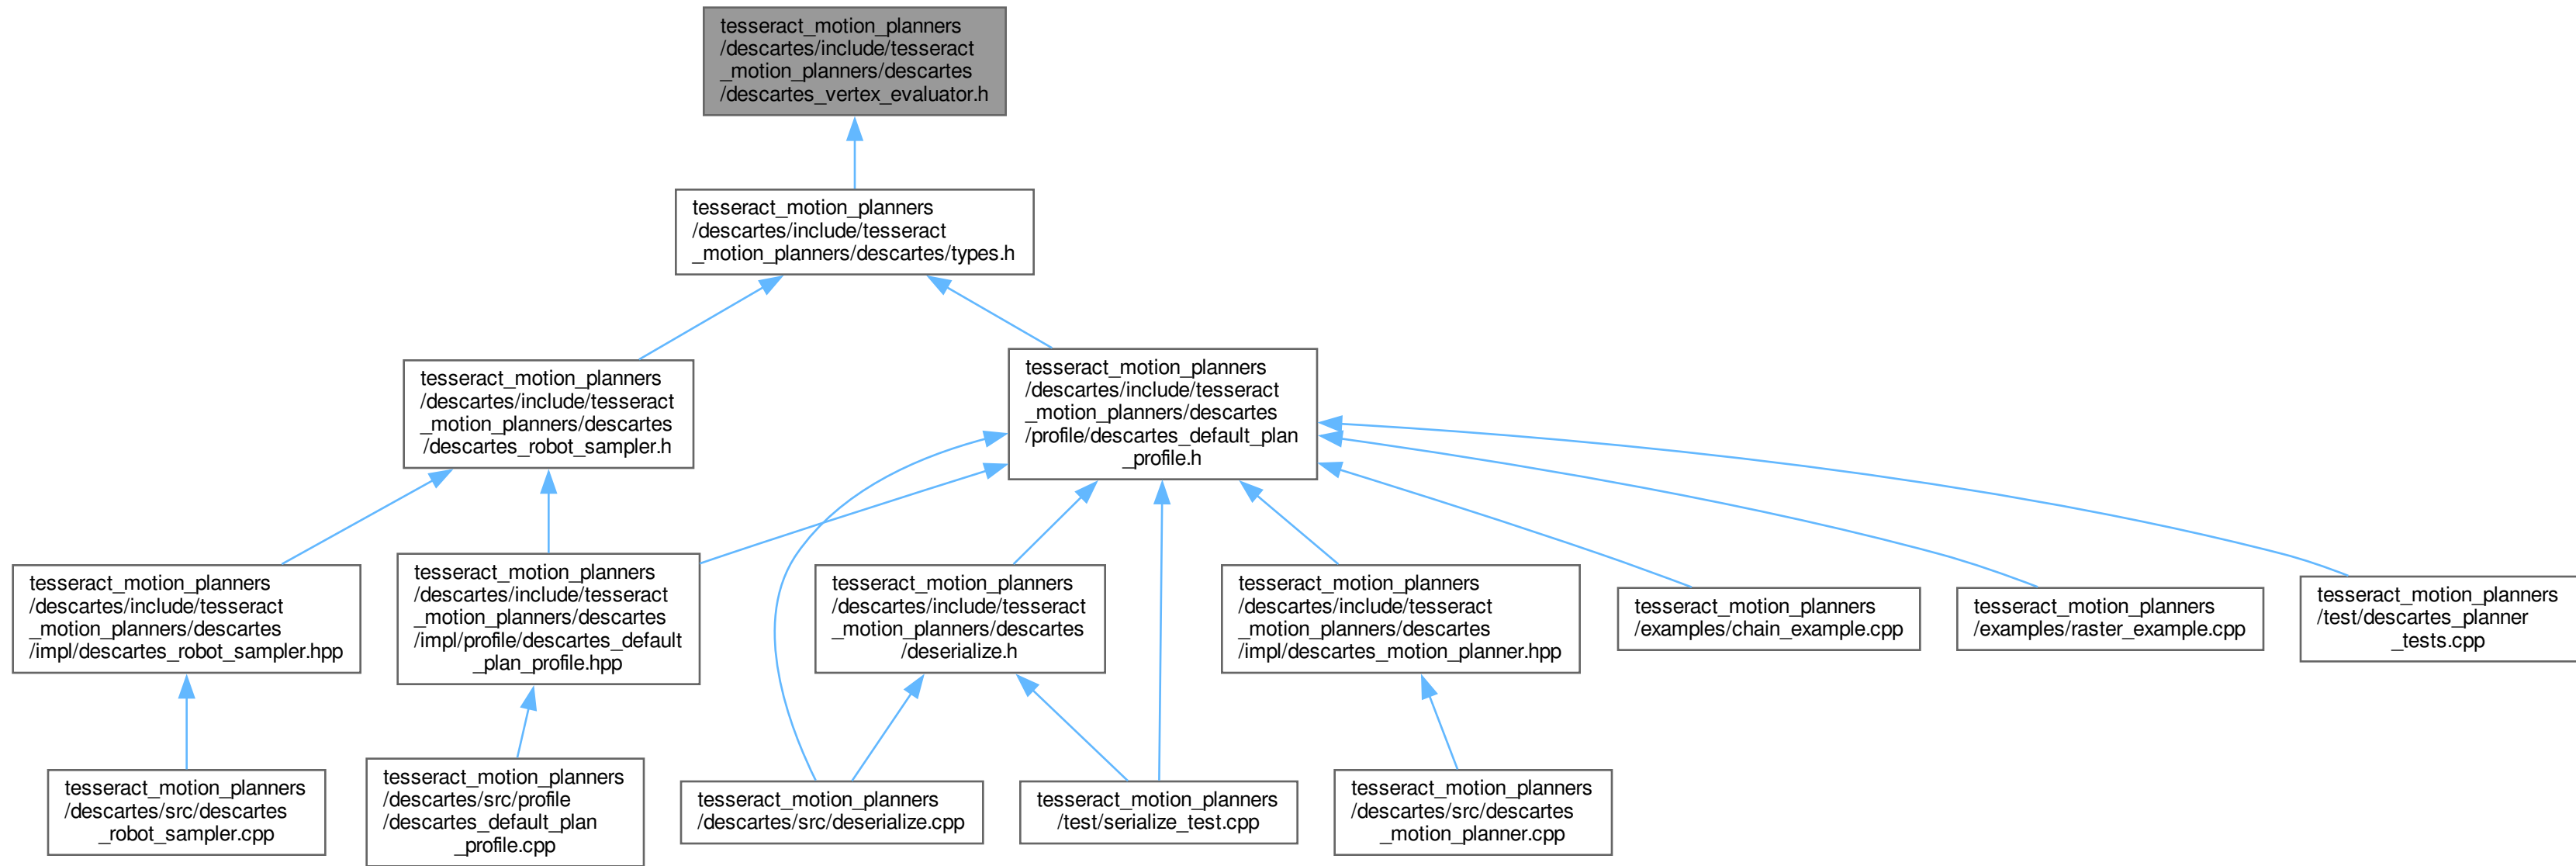 tesseract_motion_planners
/descartes/include/tesseract
_motion_planners/descartes
/descartes_vertex_evaluator.h
tesseract_motion_planners
/descartes/include/tesseract
_motion_planners/descartes/types.h
tesseract_motion_planners
/descartes/include/tesseract
_motion_planners/descartes
/descartes_robot_sampler.h
tesseract_motion_planners
/descartes/include/tesseract
_motion_planners/descartes
/profile/descartes_default_plan
_profile.h
tesseract_motion_planners
/descartes/include/tesseract
_motion_planners/descartes
/impl/descartes_robot_sampler.hpp
tesseract_motion_planners
/descartes/include/tesseract
_motion_planners/descartes
/impl/profile/descartes_default
_plan_profile.hpp
tesseract_motion_planners
/descartes/include/tesseract
_motion_planners/descartes
/deserialize.h
tesseract_motion_planners
/descartes/include/tesseract
_motion_planners/descartes
/impl/descartes_motion_planner.hpp
tesseract_motion_planners
/examples/chain_example.cpp
tesseract_motion_planners
/examples/raster_example.cpp
tesseract_motion_planners
/test/descartes_planner
_tests.cpp
tesseract_motion_planners
/descartes/src/descartes
_robot_sampler.cpp
tesseract_motion_planners
/descartes/src/profile
/descartes_default_plan
_profile.cpp
tesseract_motion_planners
/descartes/src/deserialize.cpp
tesseract_motion_planners
/test/serialize_test.cpp
tesseract_motion_planners
/descartes/src/descartes
_motion_planner.cpp